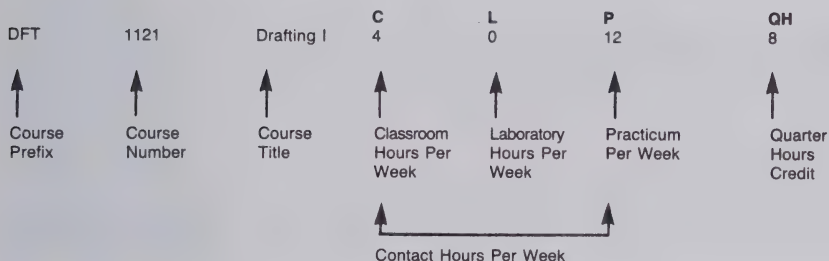 C L P QH
DFT 1121 Drafting I 4 0 12 8
Course Course Course Classroom Laboratory Practicum Quarter
Prefix Number Title Hours Per Hours Per Per Week Hours
Week Week Credit
Contact Hours Per Week